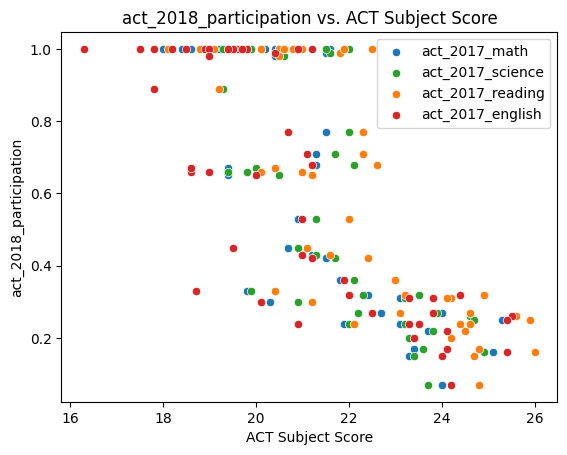 act_2018_participation vs. ACT Subject Score
act_2017_math
act_2017_science
act_2017_reading
act_2017_english
act_2018_participation
1.0
0.8
0.6
0.4
0.2
16 18 20 22 24 26
ACT Subject Score